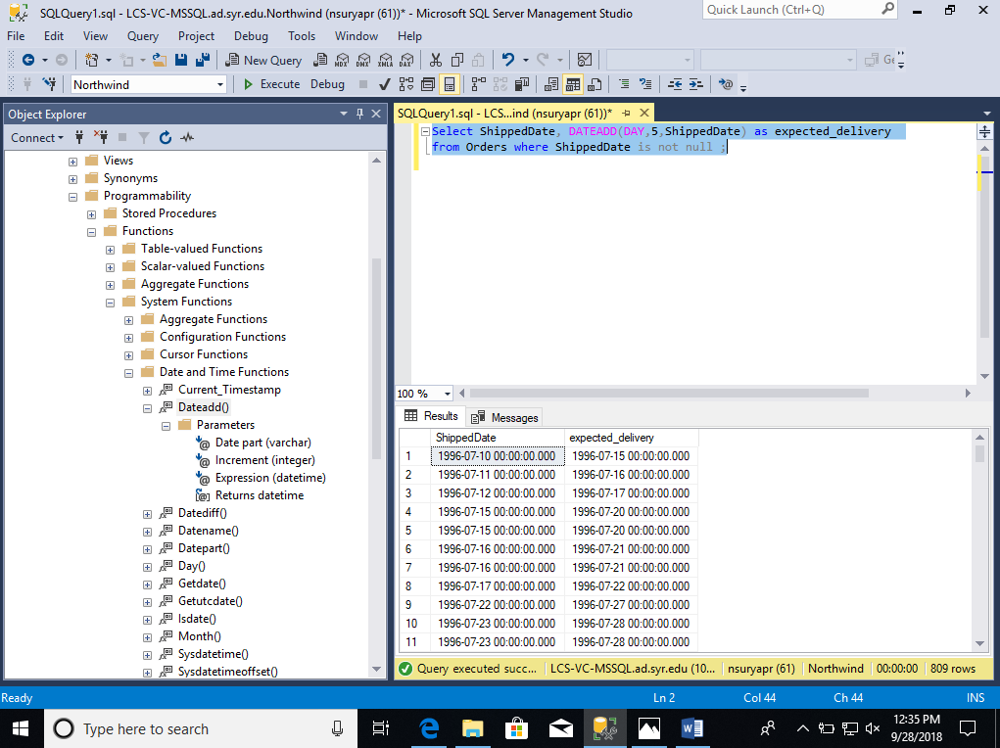 SQLQuery1.sql - LCS-VC-MSSQL.ad.syr.edu.Northwind (nsuryapr (61))* - Microsoft SQL Server Management Studio
Quick Launch (Ctrl+Q)
File Edit View Query Project Debug Tools Window Help
New Query MDX DMX XMLA DAX
Northwind Execute Debug
Object Explorer
Connect
Views
Synonyms
Programmability
Stored Procedures
Functions
Table-valued Functions
Scalar-valued Functions
Aggregate Functions
System Functions
Aggregate Functions
Configuration Functions
Cursor Functions
Date and Time Functions
Current_Timestamp
Dateadd()
Parameters
Date part (varchar)
Increment (integer)
Expression (datetime)
Returns datetime
Datediff()
Datename()
Datepart()
Day()
Getdate()
Getutcdate()
Isdate()
Month()
Sysdatetime()
Sysdatetimeoffset()
SQLQuery1.sql - LCS...ind (nsuryapr (61))*
Select ShippedDate, DATEADD(DAY,5,ShippedDate) as expected_delivery
from Orders where ShippedDate is not null ;
100 %
Results Messages
ShippedDate expected_delivery
1 1996-07-10 00:00:00.000 1996-07-15 00:00:00.000
2 1996-07-11 00:00:00.000 1996-07-16 00:00:00.000
3 1996-07-12 00:00:00.000 1996-07-17 00:00:00.000
4 1996-07-15 00:00:00.000 1996-07-20 00:00:00.000
5 1996-07-15 00:00:00.000 1996-07-20 00:00:00.000
6 1996-07-16 00:00:00.000 1996-07-21 00:00:00.000
7 1996-07-16 00:00:00.000 1996-07-21 00:00:00.000
8 1996-07-17 00:00:00.000 1996-07-22 00:00:00.000
9 1996-07-22 00:00:00.000 1996-07-27 00:00:00.000
10 1996-07-23 00:00:00.000 1996-07-28 00:00:00.000
11 1996-07-23 00:00:00.000 1996-07-28 00:00:00.000
Query executed succ... LCS-VC-MSSQL.ad.syr.edu (10... nsuryapr (61) Northwind 00:00:00 809 rows
Ready Ln 2 Col 44 Ch 44 INS
Type here to search
12:35 PM
9/28/2018